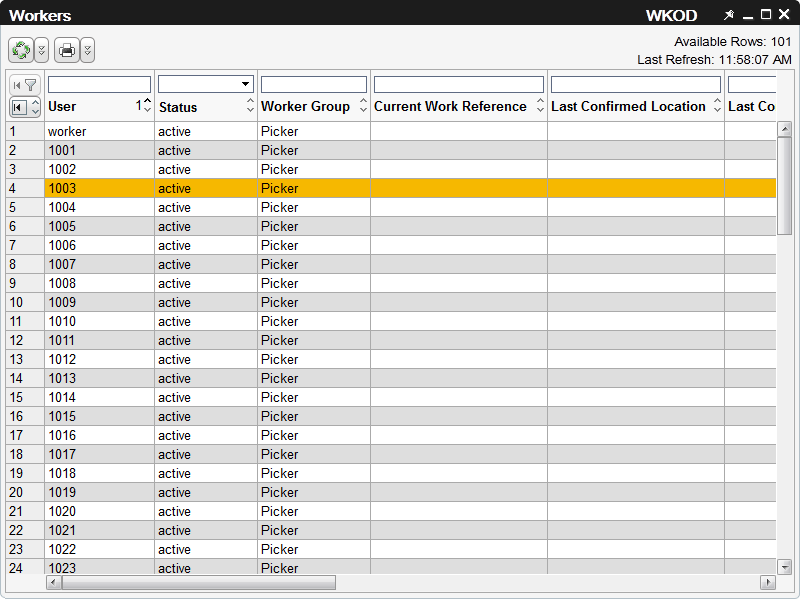 Workers WKOD
Available Rows: 101
Last Refresh: 11:58:07 AM
User 1 Status Worker Group Current Work Reference Last Confirmed Location Last Co
1 worker active Picker
2 1001 active Picker
3 1002 active Picker
4 1003 active Picker
5 1004 active Picker
6 1005 active Picker
7 1006 active Picker
8 1007 active Picker
9 1008 active Picker
10 1009 active Picker
11 1010 active Picker
12 1011 active Picker
13 1012 active Picker
14 1013 active Picker
15 1014 active Picker
16 1015 active Picker
17 1016 active Picker
18 1017 active Picker
19 1018 active Picker
20 1019 active Picker
21 1020 active Picker
22 1021 active Picker
23 1022 active Picker
24 1023 active Picker